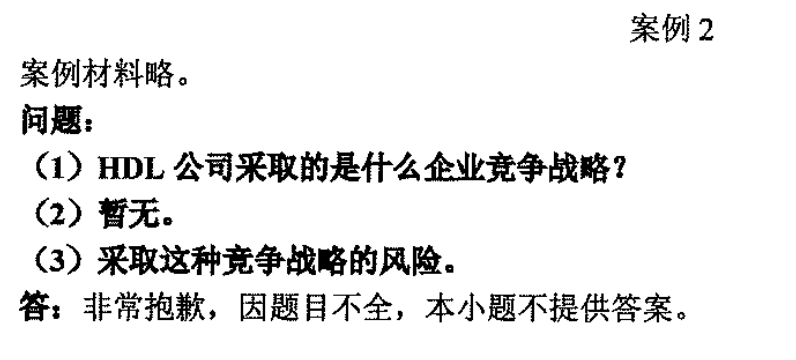 案例 2
案例材料略。
问题：
（1）HDL 公司采取的是什么企业竞争战略？
（2）暂无。
（3）采取这种竞争战略的风险。
答：非常抱歉，因题目不全，本小题不提供答案。